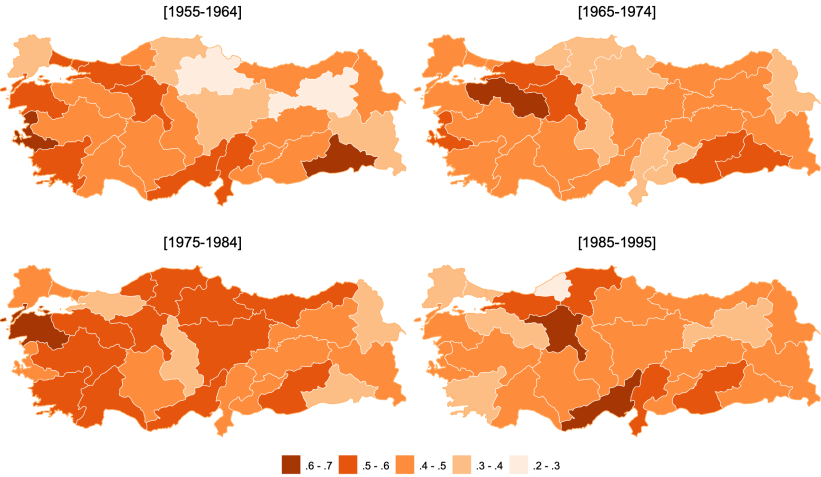 [1955-1964]
[1965-1974]
[1975-1984]
[1985-1995]
.6 - .7
.5 - .6
.4 - .5
.3 - .4
.2 - .3